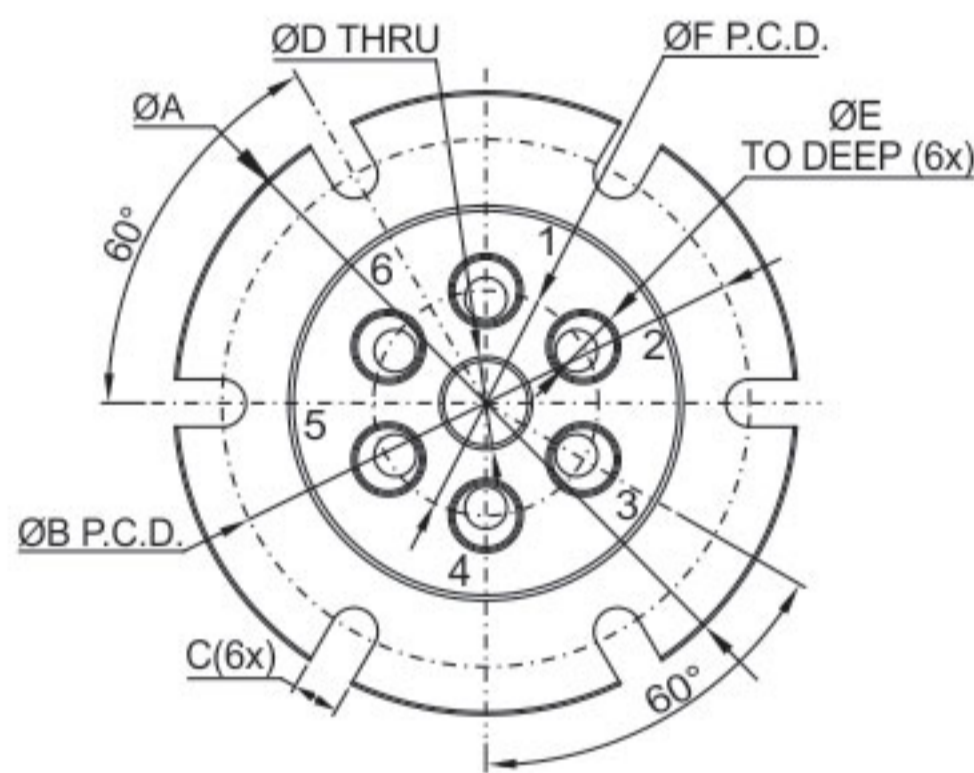 ØD THRU
ØF P.C.D.
ØA
ØE
TO DEEP (6x)
60°
1
6
2
5
3
ØB P.C.D.
4
C(6x)
60°